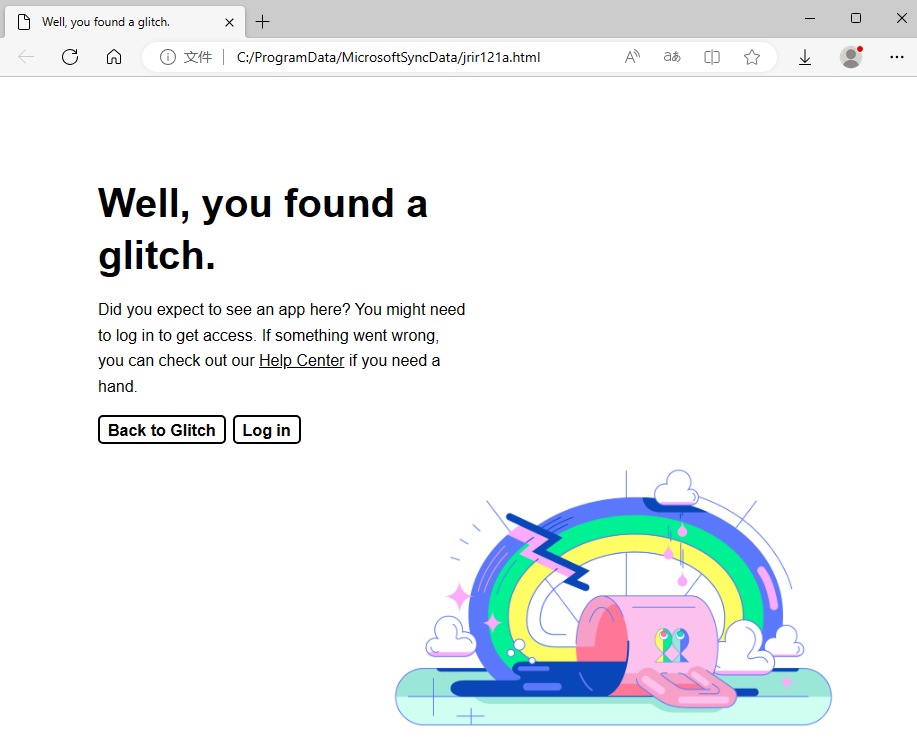 Well, you found a glitch.
文件 C:/ProgramData/MicrosoftSyncData/jrir121a.html
Well, you found a
glitch.
Did you expect to see an app here? You might need
to log in to get access. If something went wrong,
you can check out our Help Center if you need a
hand.
Back to Glitch Log in